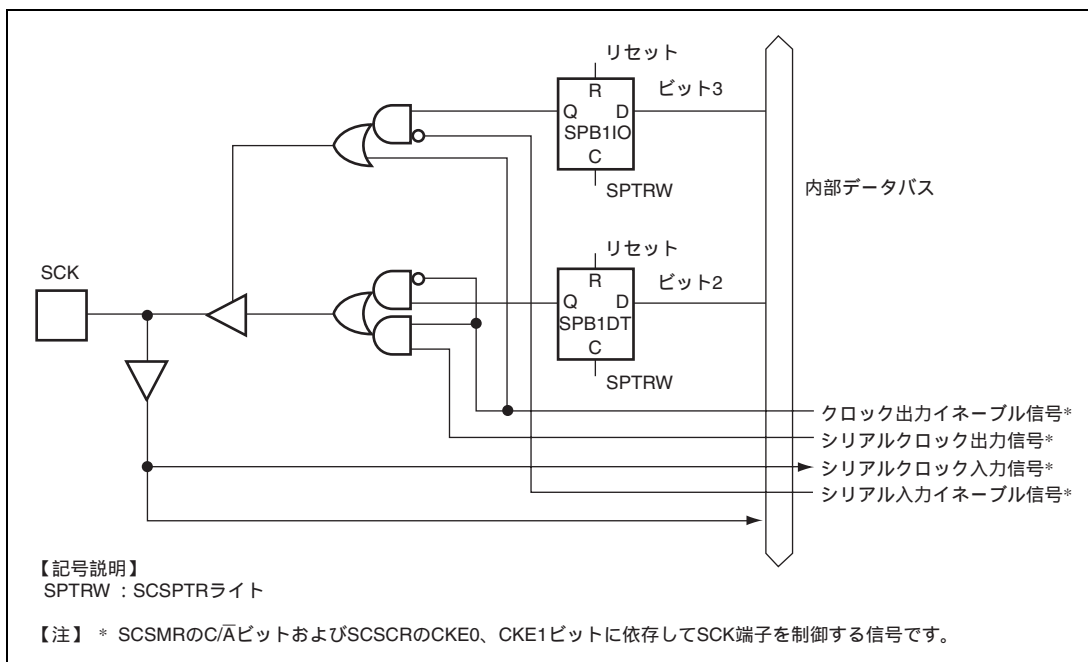 リセット
R
ビット3
Q D
SPB1IO
C
SPTRW
内部データバス
リセット
R
ビット2
Q D
SPB1DT
C
SPTRW
SCK
クロック出力イネーブル信号*
シリアルクロック出力信号*
シリアルクロック入力信号*
シリアル入力イネーブル信号*
【記号説明】
SPTRW : SCSPTRライト
【注】 * SCSMRのC/A̅ビットおよびSCSCRのCKE0、CKE1ビットに依存してSCK端子を制御する信号です。